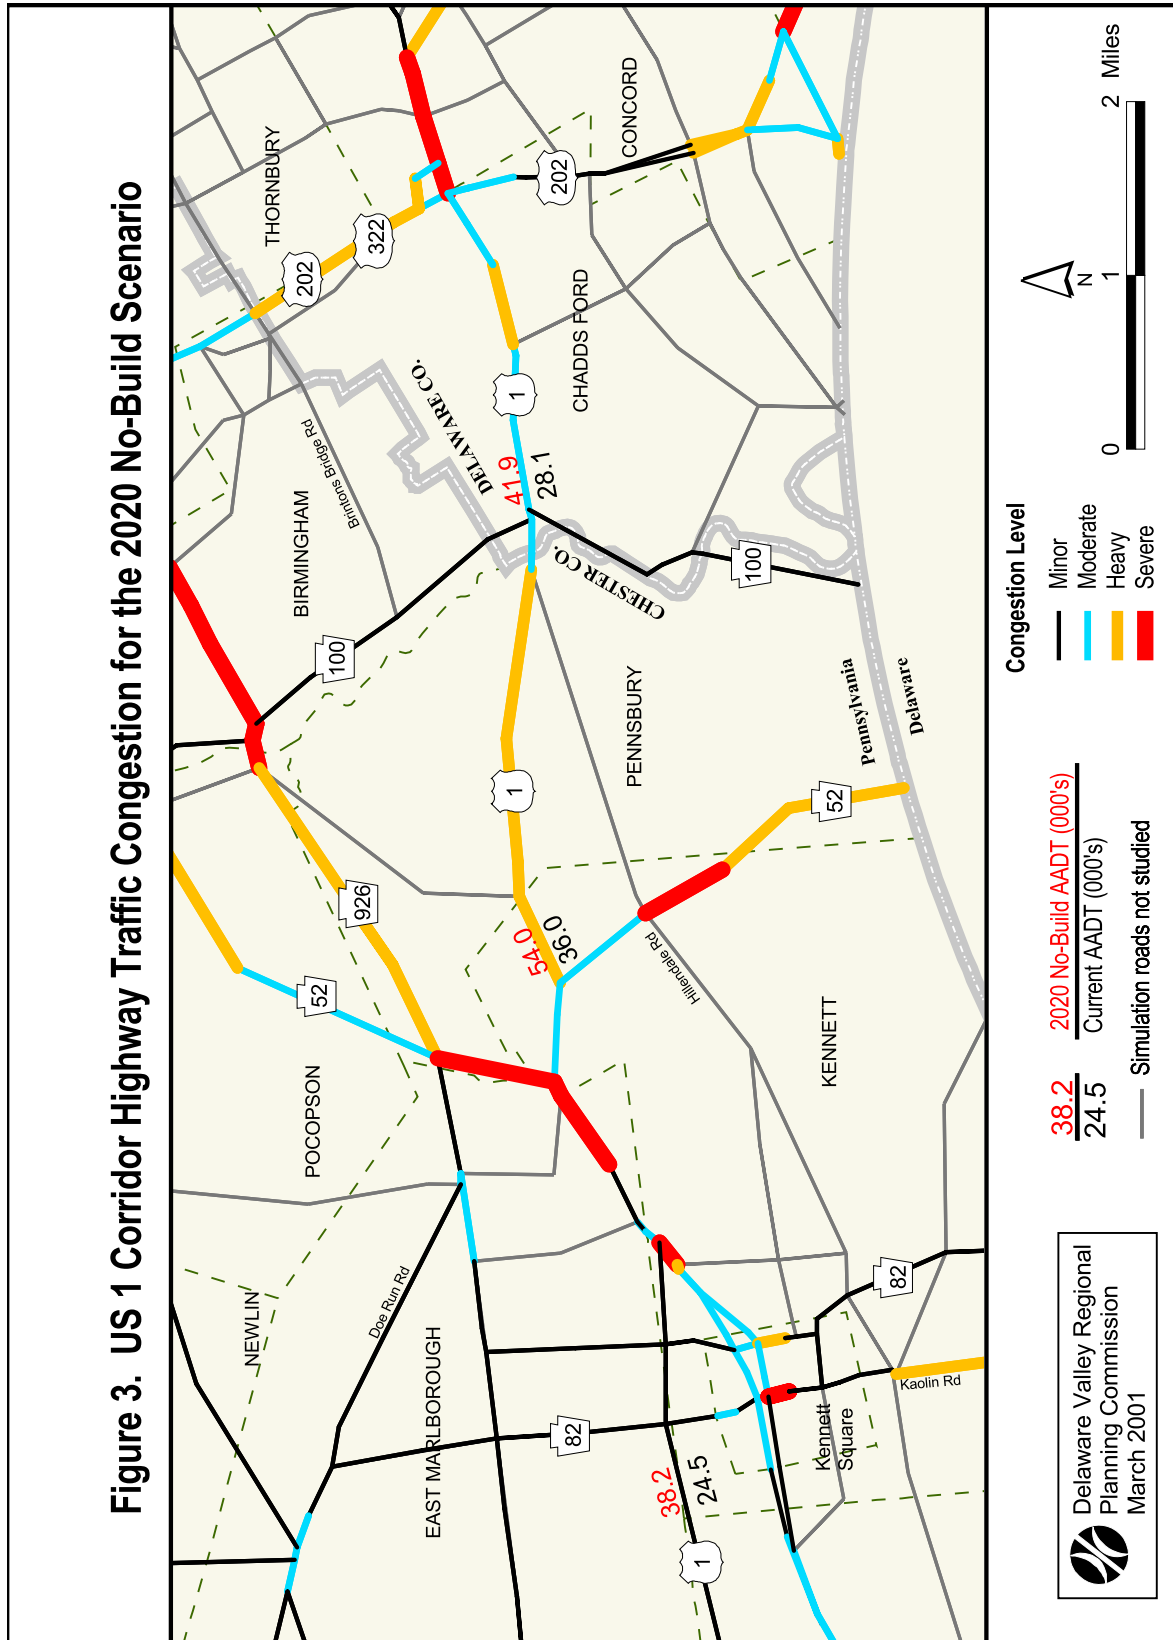 Figure 3. US 1 Corridor Highway Traffic Congestion for the 2020 No-Build Scenario
THORNBURY
CONCORD
202
322
202
BIRMINGHAM
Brintons Bridge Rd
DELAWARE CO.
CHESTER CO.
CHADDS FORD
1
41.9
28.1
100
100
NEWLIN
POCOPSON
52
926
1
PENNSBURY
54.0
36.0
Hillendale Rd
52
Pennsylvania
Delaware
Doe Run Rd
EAST MARLBOROUGH
82
KENNETT
38.2
24.5
1
Kennett
Square
82
Kaolin Rd
Delaware Valley Regional
Planning Commission
March 2001
38.2
24.5
2020 No-Build AADT (000's)
Current AADT (000's)
Simulation roads not studied
Congestion Level
Minor
Moderate
Heavy
Severe
N
0
1
2
Miles